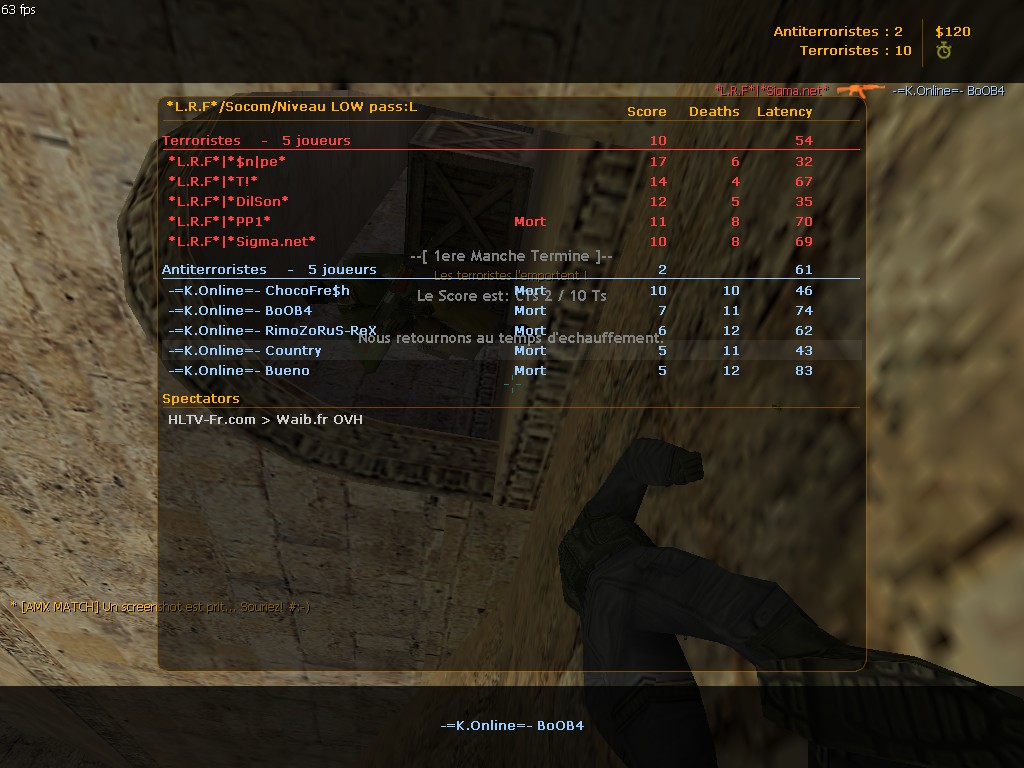 63 fps
Antiterroristes : 2 $120
Terroristes : 10
*L.R.F*|*Sigma.net* -=K.Online=- BoOB4
*L.R.F*/Socom/Niveau LOW pass:L
Score Deaths Latency
Terroristes - 5 joueurs 10 54
*L.R.F*|*$n|pe* 17 6 32
*L.R.F*|*T!* 14 4 67
*L.R.F*|*DilSon* 12 5 35
*L.R.F*|*PP1* Mort 11 8 70
*L.R.F*|*Sigma.net* 10 8 69
--[ 1ere Manche Termine ]--
Antiterroristes - 5 joueurs 2 61
Les terroristes l'emportent !
-=K.Online=- ChocoFre$h Mort 10 10 46
Le Score est: CTs 2 / 10 Ts
-=K.Online=- BoOB4 Mort 7 11 74
-=K.Online=- RimoZoRuS-ReX Mort 6 12 62
Nous retournons au temps d'echauffement.
-=K.Online=- Country Mort 5 11 43
-=K.Online=- Bueno Mort 5 12 83
Spectators
HLTV-Fr.com > Waib.fr OVH
* [AMX MATCH] Un screenshot est prit..., Souriez! #:-)
-=K.Online=- BoOB4